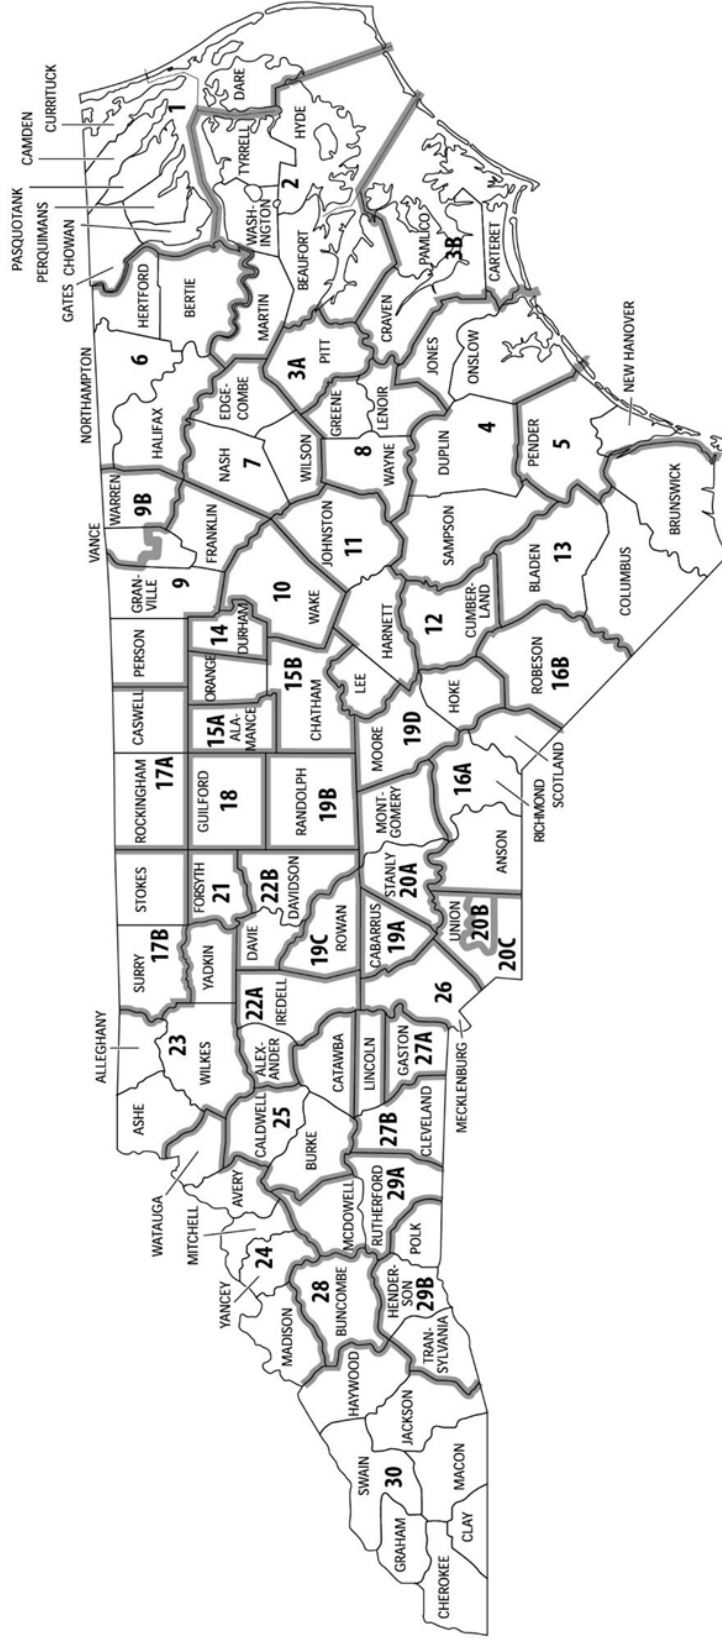 ALLEGHANY
ASHE
WATAUGA
MITCHELL
AVERY
YANCEY
24
MADISON
SURRY
17B
STOKES
ROCKINGHAM
17A
CASWELL
PERSON
GRAN-
VILLE
9
VANCE
WARREN
9B
NORTHAMPTON
6
HALIFAX
HERTFORD
BERTIE
GATES
CHOWAN
PERQUIMANS
PASQUOTANK
CAMDEN
CURRITUCK
1
23
WILKES
YADKIN
FORSYTH
21
GUILFORD
18
15A
ALA-
MANCE
ORANGE
14
DURHAM
FRANKLIN
NASH
7
EDGE-
COMBE
MARTIN
WASH-
INGTON
TYRRELL
DARE
2
HYDE
BEAUFORT
CALDWELL
25
ALEX-
ANDER
22A
IREDELL
DAVIE
22B
DAVIDSON
RANDOLPH
19B
15B
CHATHAM
10
WAKE
WILSON
3A
PITT
GREENE
BURKE
CATAWBA
19C
ROWAN
LEE
JOHNSTON
11
8
WAYNE
LENOIR
CRAVEN
PAMLICO
3B
CARTERET
JONES
ONSLOW
28
BUNCOMBE
MCDOWELL
RUTHERFORD
29A
27B
CLEVELAND
LINCOLN
GASTON
27A
CABARRUS
19A
STANLY
20A
MONT-
GOMERY
MOORE
19D
HARNETT
12
CUMBER-
LAND
SAMPSON
DUPLIN
4
HAYWOOD
HENDER-
SON
29B
POLK
TRAN-
SYLVANIA
SWAIN
30
JACKSON
GRAHAM
MACON
CHEROKEE
CLAY
MECKLENBURG
26
UNION
20B
20C
ANSON
16A
RICHMOND
SCOTLAND
HOKE
ROBESON
16B
BLADEN
13
COLUMBUS
PENDER
5
NEW HANOVER
BRUNSWICK